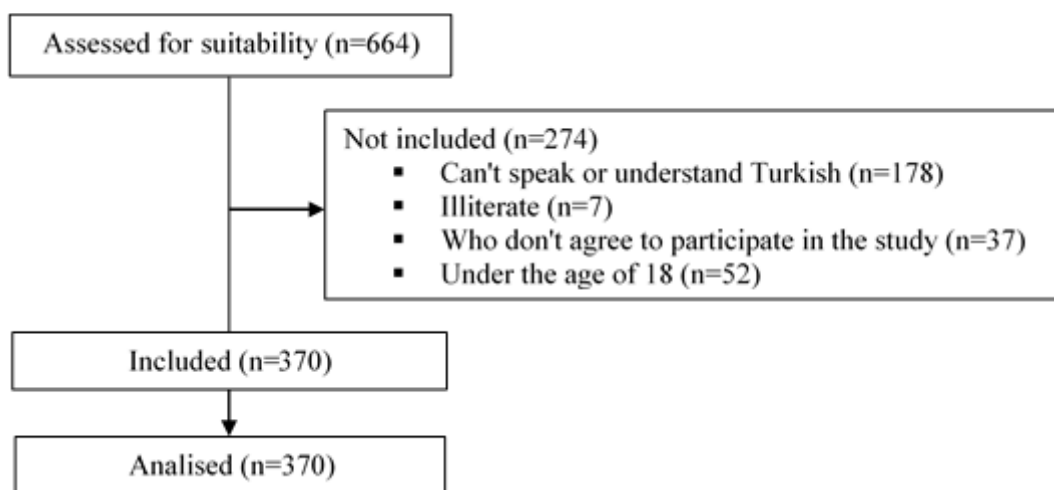 Assessed for suitability (n=664)
Not included (n=274)
▪ Can't speak or understand Turkish (n=178)
▪ Illiterate (n=7)
▪ Who don't agree to participate in the study (n=37)
▪ Under the age of 18 (n=52)
Included (n=370)
Analised (n=370)